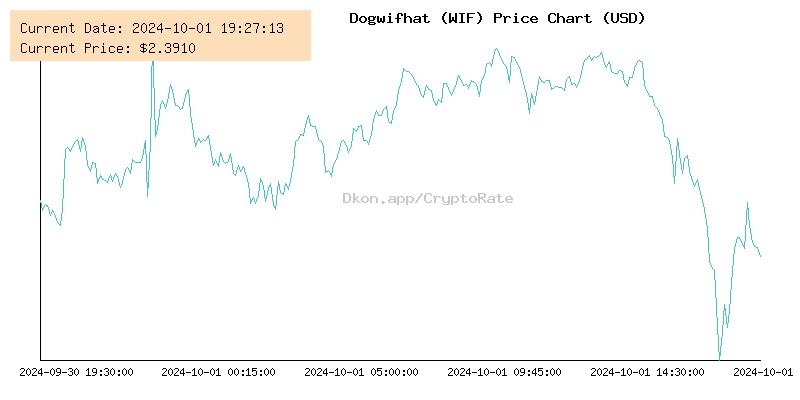 Dogwifhat (WIF) Price Chart (USD)
Current Date: 2024-10-01 19:27:13
Current Price: $2.3910
Dkon.app/CryptoRate
2024-09-30 19:30:00 2024-10-01 00:15:00 2024-10-01 05:00:00 2024-10-01 09:45:00 2024-10-01 14:30:00 2024-10-01